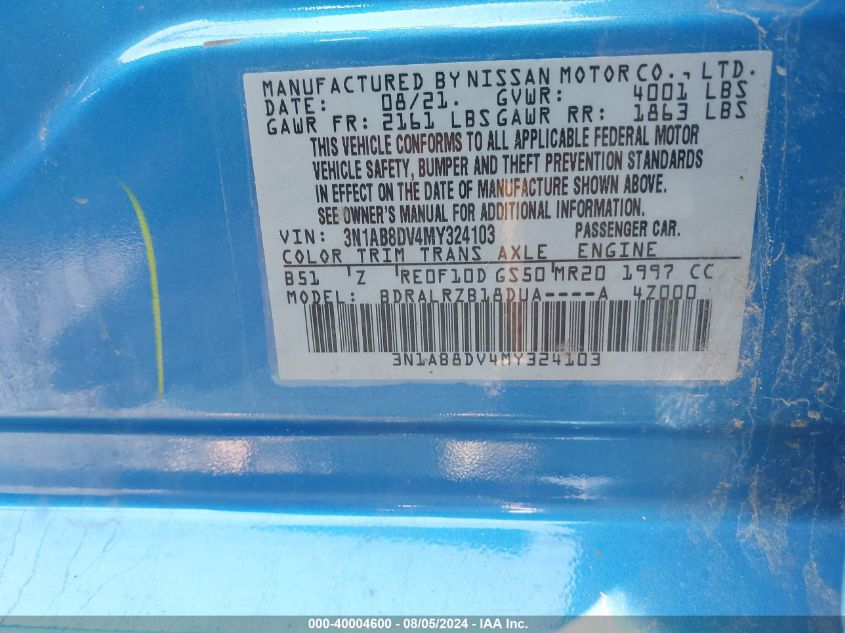 MANUFACTURED BY NISSAN MOTOR CO., LTD.
DATE: 08/21. GVWR: 4001 LBS
GAWR FR: 2161 LBS GAWR RR: 1863 LBS
THIS VEHICLE CONFORMS TO ALL APPLICABLE FEDERAL MOTOR
VEHICLE SAFETY, BUMPER AND THEFT PREVENTION STANDARDS
IN EFFECT ON THE DATE OF MANUFACTURE SHOWN ABOVE.
SEE OWNER'S MANUAL FOR ADDITIONAL INFORMATION.
VIN: 3N1AB8DV4MY324103 PASSENGER CAR.
COLOR TRIM TRANS AXLE ENGINE
B51 Z RE0F10D GS50 MR20 1997 CC
MODEL: BDRALRZB18DUA----A 4Z000
3N1AB8DV4MY324103
000-40004600 - 08/05/2024 - IAAI.com